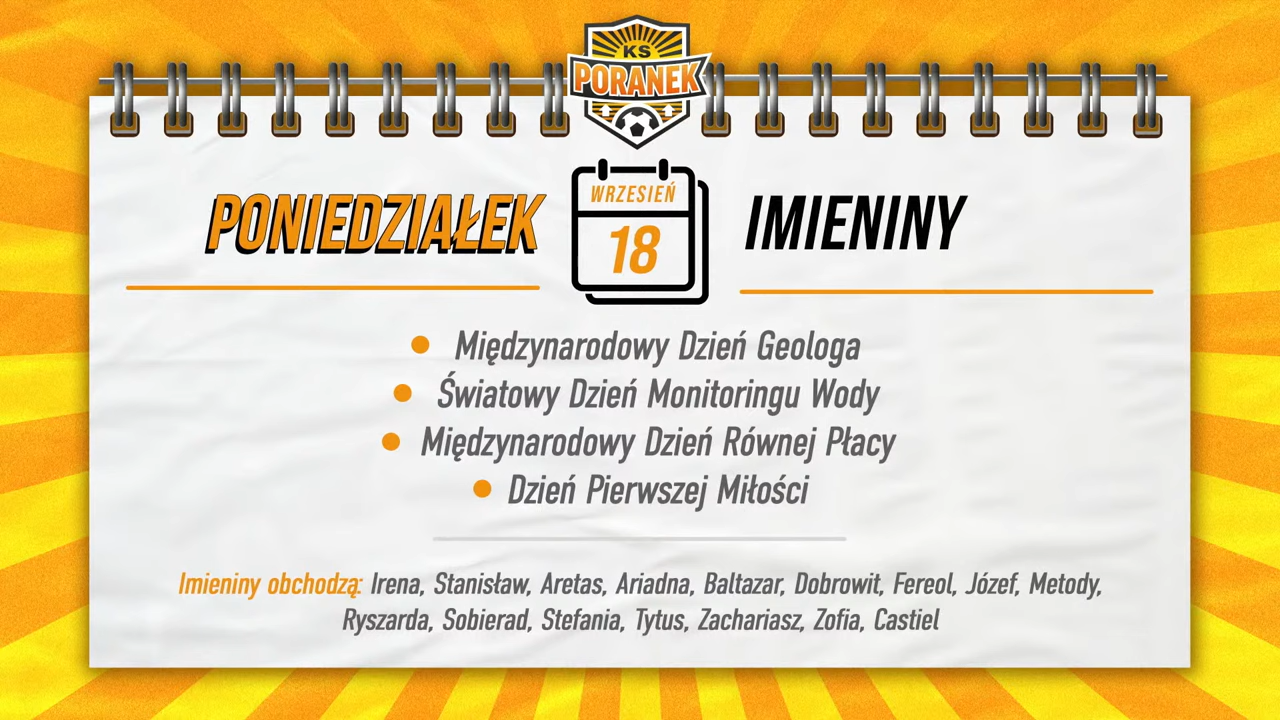 KS
PORANEK
PONIEDZIAŁEK
WRZESIEŃ
18
IMIENINY
Międzynarodowy Dzień Geologa
Światowy Dzień Monitoringu Wody
Międzynarodowy Dzień Równej Płacy
Dzień Pierwszej Miłości
Imieniny obchodzą: Irena, Stanisław, Aretas, Ariadna, Baltazar, Dobrowit, Fereol, Józef, Metody,
Ryszarda, Sobierad, Stefania, Tytus, Zachariasz, Zofia, Castiel